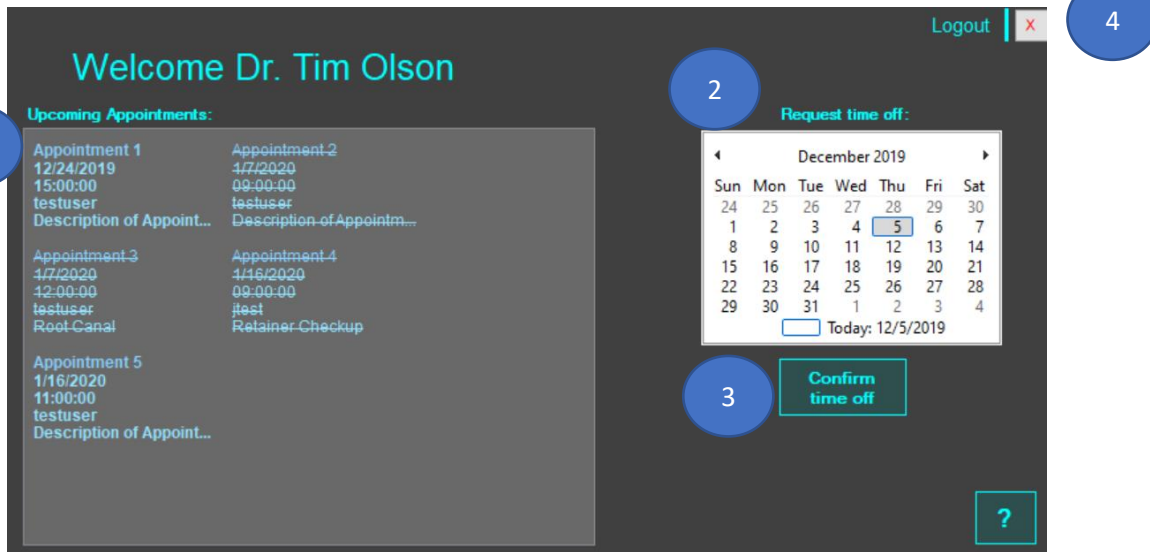 4
Logout
X
Welcome Dr. Tim Olson
2
Upcoming Appointments:
Request time off:
Appointment 1
12/24/2019
15:00:00
testuser
Description of Appoint...
Appointment 2
1/7/2020
09:00:00
testuser
Description of Appointm...
Appointment 3
1/7/2020
12:00:00
testuser
Root Canal
Appointment 4
1/16/2020
09:00:00
jtest
Retainer Checkup
Appointment 5
1/16/2020
11:00:00
testuser
Description of Appoint...
December 2019
Sun Mon Tue Wed Thu Fri Sat
24 25 26 27 28 29 30
1 2 3 4 5 6 7
8 9 10 11 12 13 14
15 16 17 18 19 20 21
22 23 24 25 26 27 28
29 30 31 1 2 3 4
Today: 12/5/2019
3
Confirm
time off
?